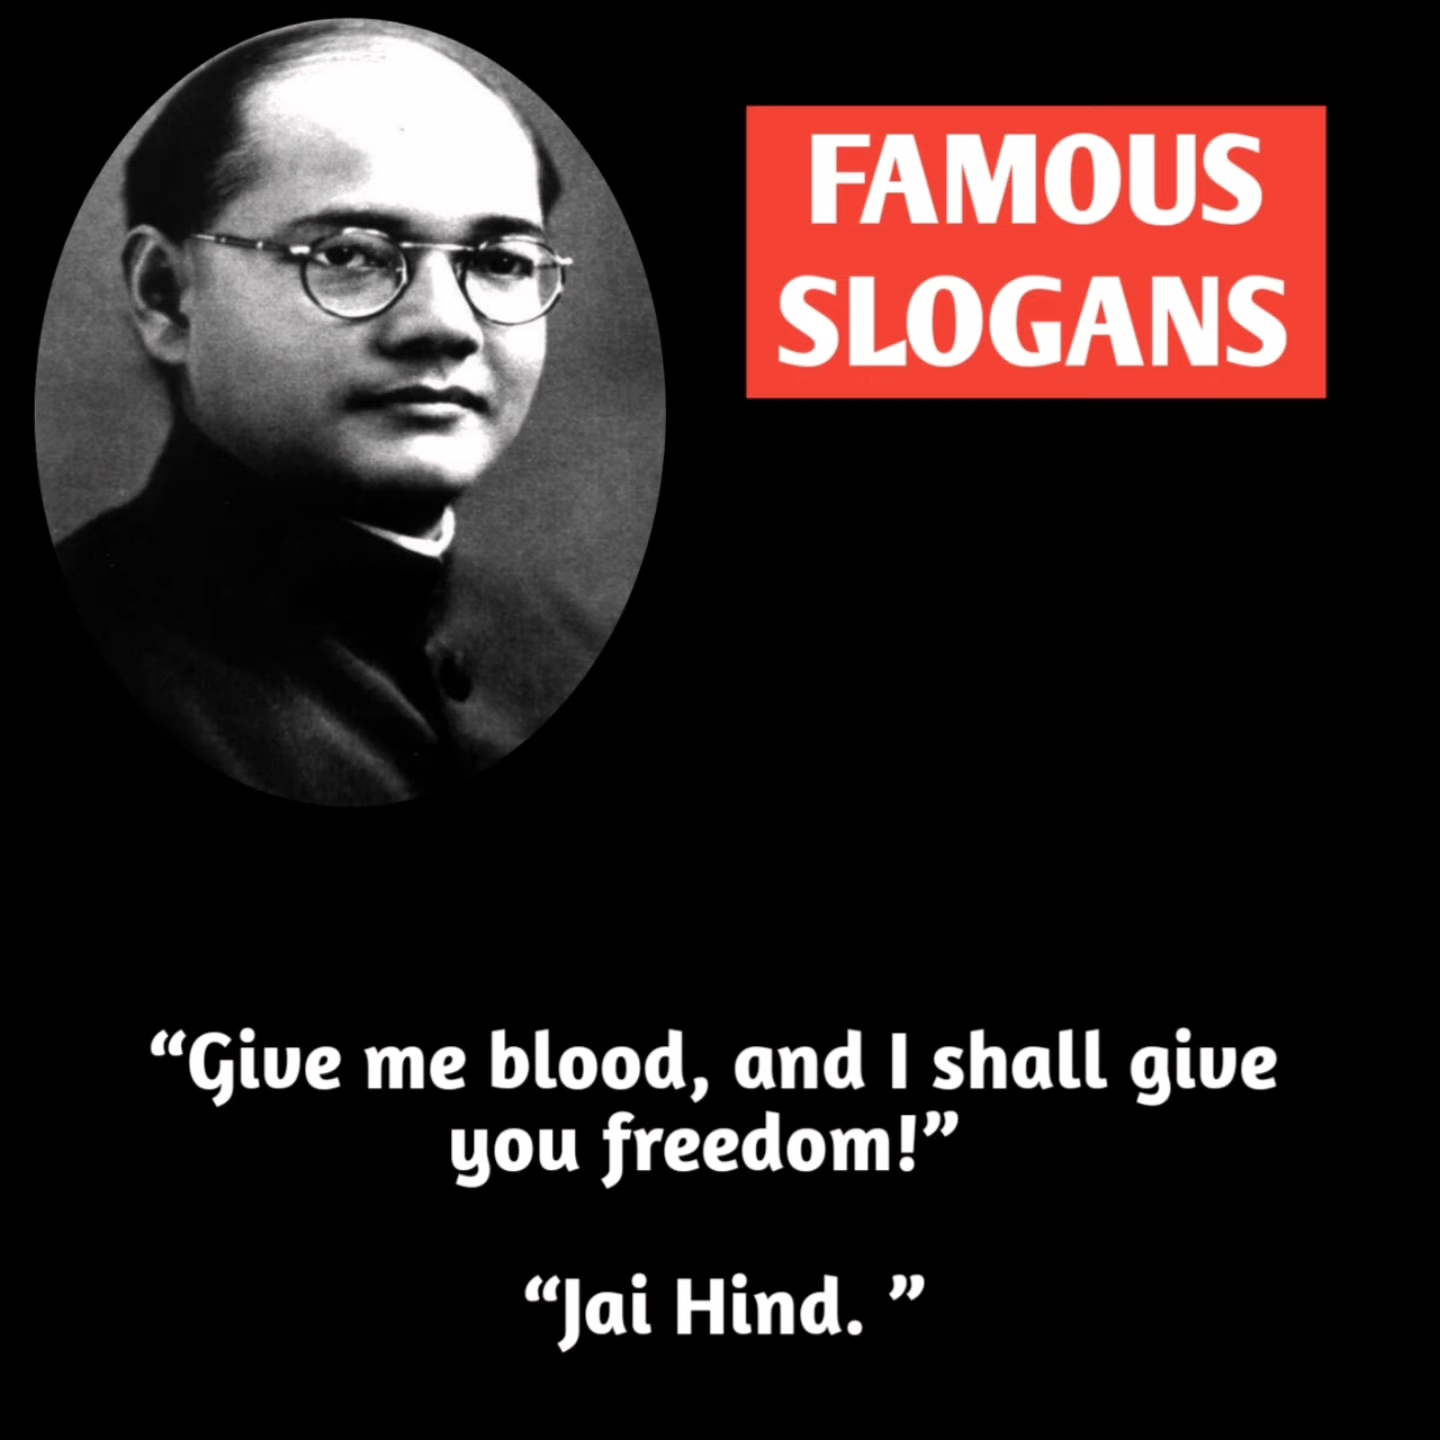 FAMOUS
SLOGANS
“Give me blood, and I shall give
you freedom!”
“Jai Hind. ”